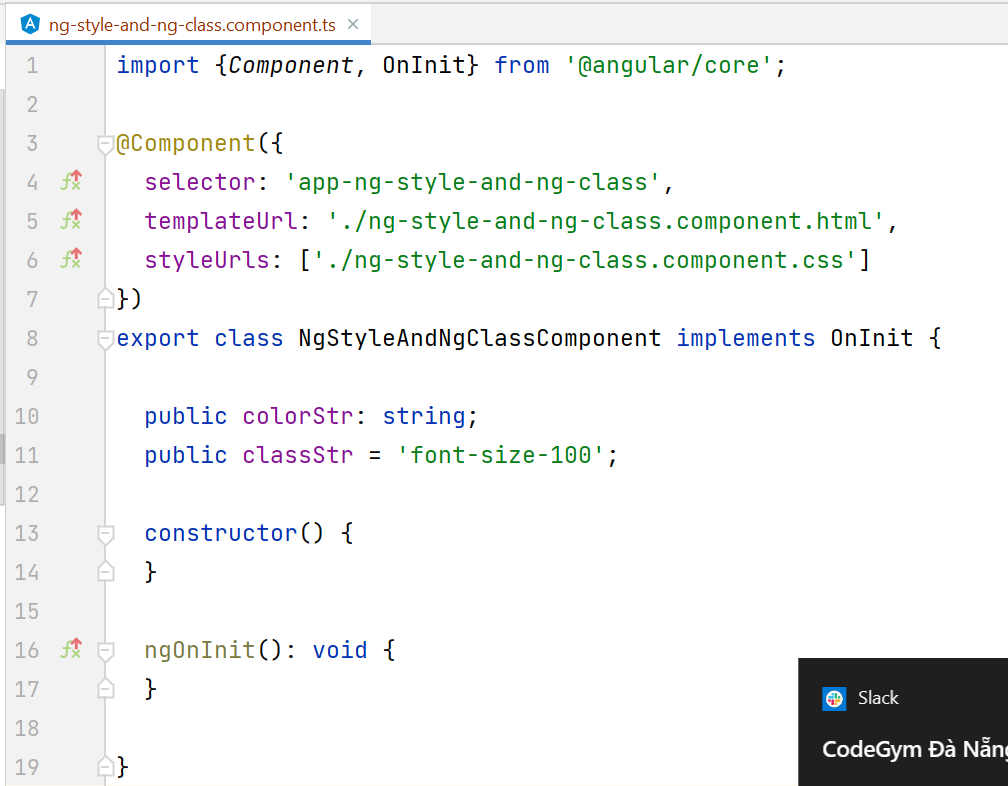 ng-style-and-ng-class.component.ts
1 import {Component, OnInit} from '@angular/core';
2
3 @Component({
4   selector: 'app-ng-style-and-ng-class',
5   templateUrl: './ng-style-and-ng-class.component.html',
6   styleUrls: ['./ng-style-and-ng-class.component.css']
7 })
8 export class NgStyleAndNgClassComponent implements OnInit {
9
10   public colorStr: string;
11   public classStr = 'font-size-100';
12
13   constructor() {
14   }
15
16   ngOnInit(): void {
17   }
18
19 }
Slack
CodeGym Đà Nẵng